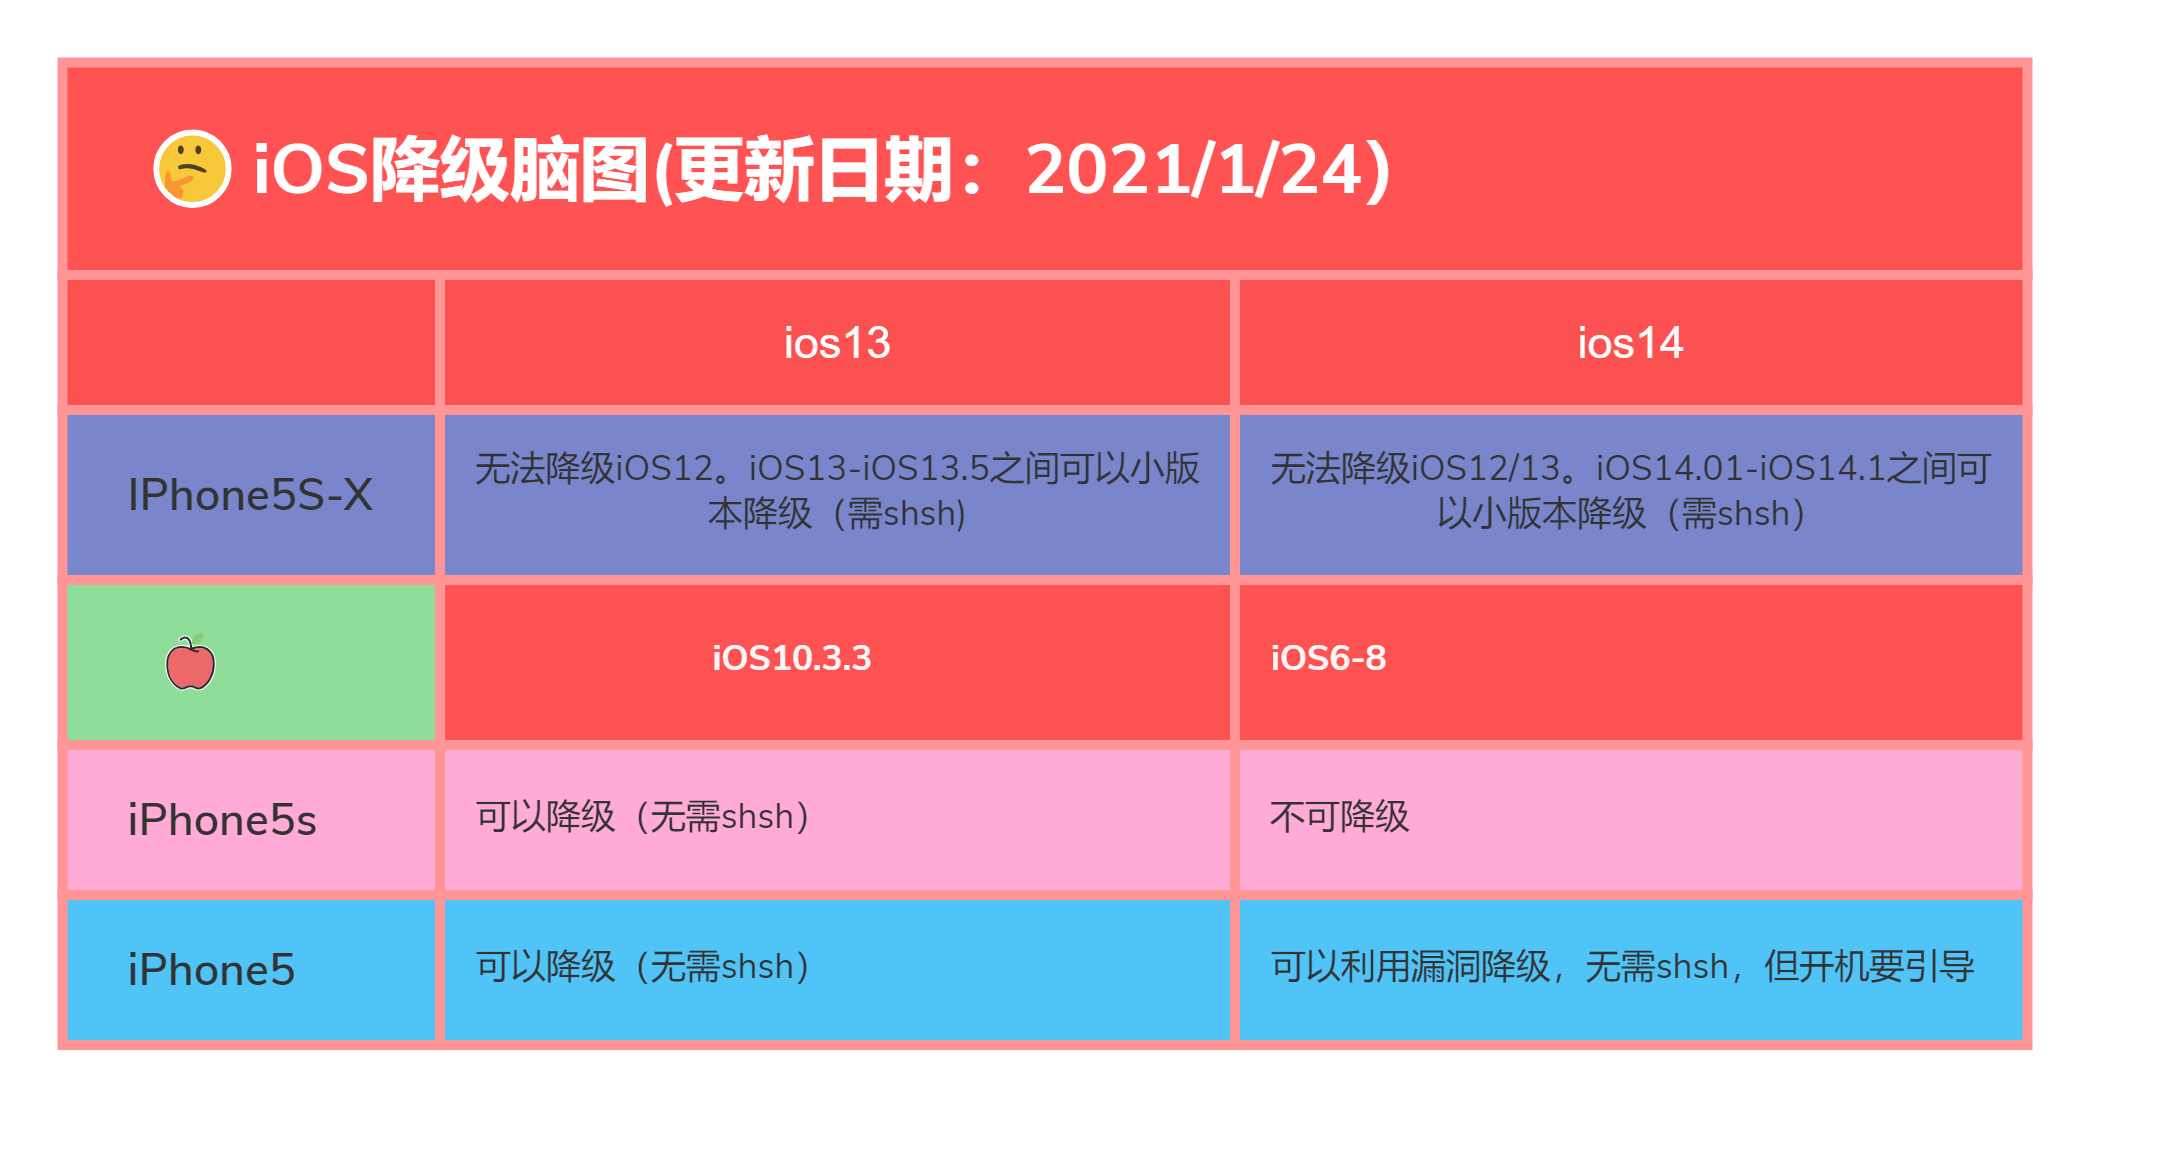 iOS降级脑图(更新日期：2021/1/24)
ios13
ios14
IPhone5S-X
无法降级iOS12。iOS13-iOS13.5之间可以小版
本降级（需shsh)
无法降级iOS12/13。iOS14.01-iOS14.1之间可
以小版本降级（需shsh）
iOS10.3.3
iOS6-8
iPhone5s
可以降级（无需shsh）
不可降级
iPhone5
可以降级（无需shsh）
可以利用漏洞降级，无需shsh，但开机要引导